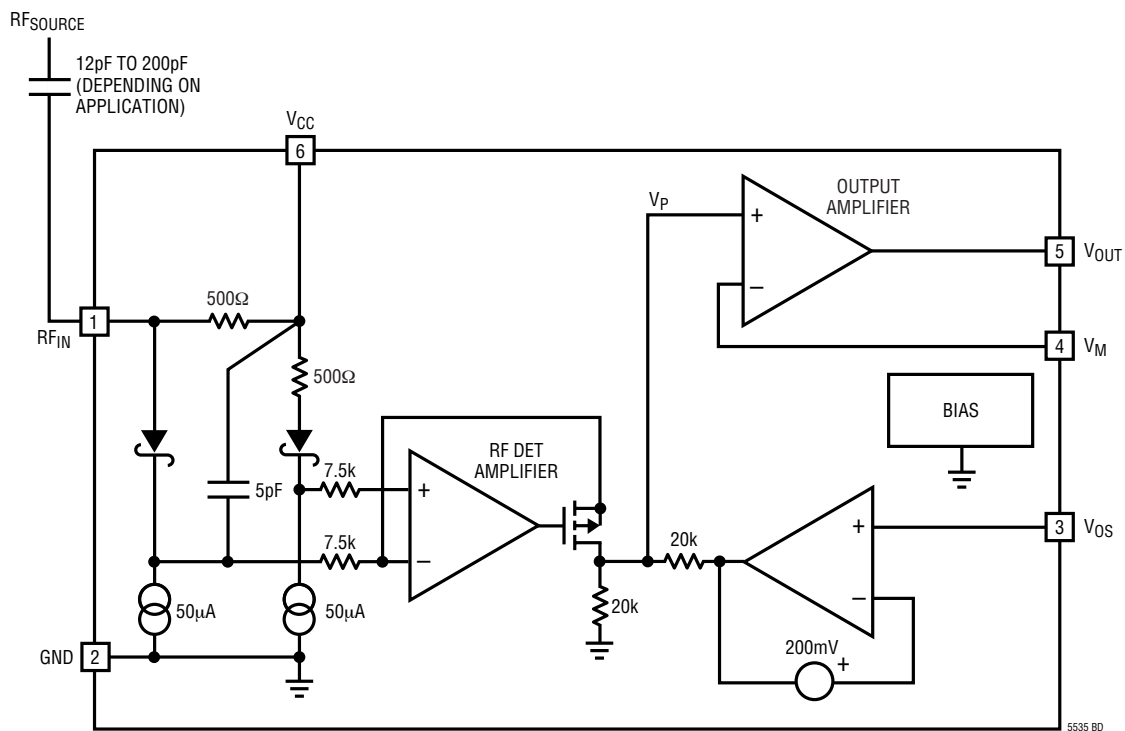 RFSOURCE
12pF TO 200pF
(DEPENDING ON
APPLICATION)
VCC
6
OUTPUT
AMPLIFIER
VP
+
–
5
VOUT
500Ω
1
RFIN
4
VM
500Ω
BIAS
RF DET
AMPLIFIER
7.5k
5pF
+
3
VOS
+
7.5k
20k
–
–
50µA
50µA
20k
200mV
+
GND
2
5535 BD